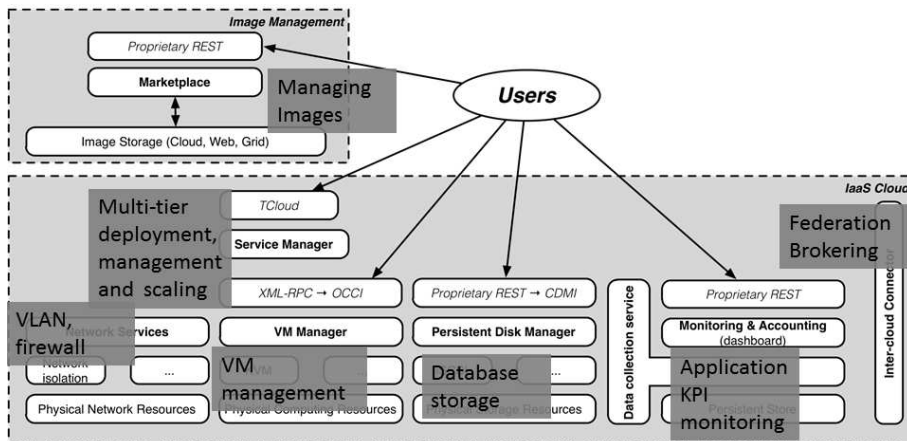 Image Management
Proprietary REST
Marketplace
Managing
Images
Image Storage (Cloud, Web, Grid)
Users
IaaS Cloud
TCloud
Multi-tier
deployment,
management
and scaling
Service Manager
Federation
Brokering
XML-RPC → OCCI
Proprietary REST → CDMI
Proprietary REST
VLAN,
firewall
Network Services
VM Manager
Persistent Disk Manager
Data collection service
Monitoring & Accounting
(dashboard)
Inter-cloud Connector
Network
isolation
...
VM
management
VM
...
Database
storage
...
Application
KPI
monitoring
Physical Network Resources
Physical Computing Resources
Physical Storage Resources
Persistent Store